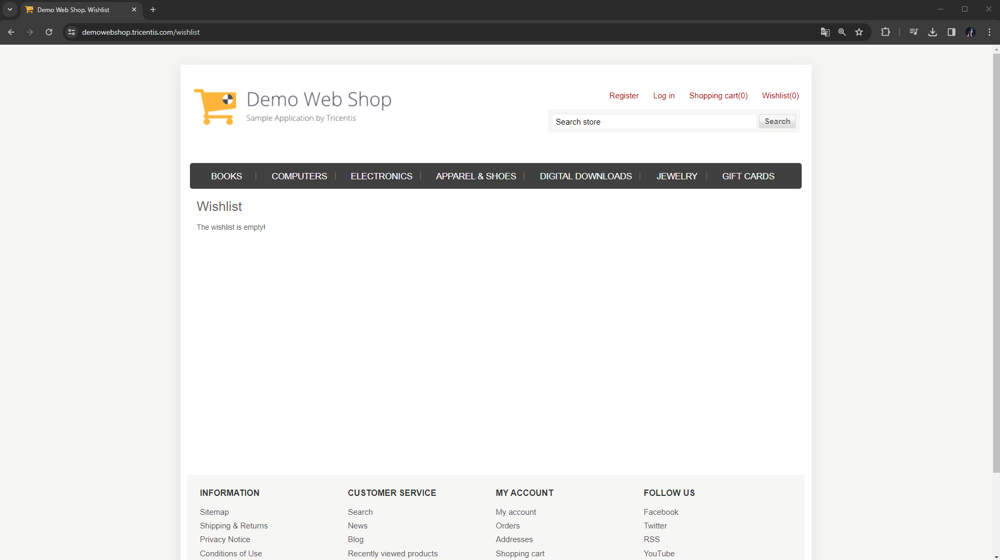 Demo Web Shop. Wishlist
demowebshop.tricentis.com/wishlist
Demo Web Shop
Sample Application by Tricentis
Register Log in Shopping cart(0) Wishlist(0)
Search store Search
BOOKS COMPUTERS ELECTRONICS APPAREL & SHOES DIGITAL DOWNLOADS JEWELRY GIFT CARDS
Wishlist
The wishlist is empty!
INFORMATION CUSTOMER SERVICE MY ACCOUNT FOLLOW US
Sitemap Search My account Facebook
Shipping & Returns News Orders Twitter
Privacy Notice Blog Addresses RSS
Conditions of Use Recently viewed products Shopping cart YouTube